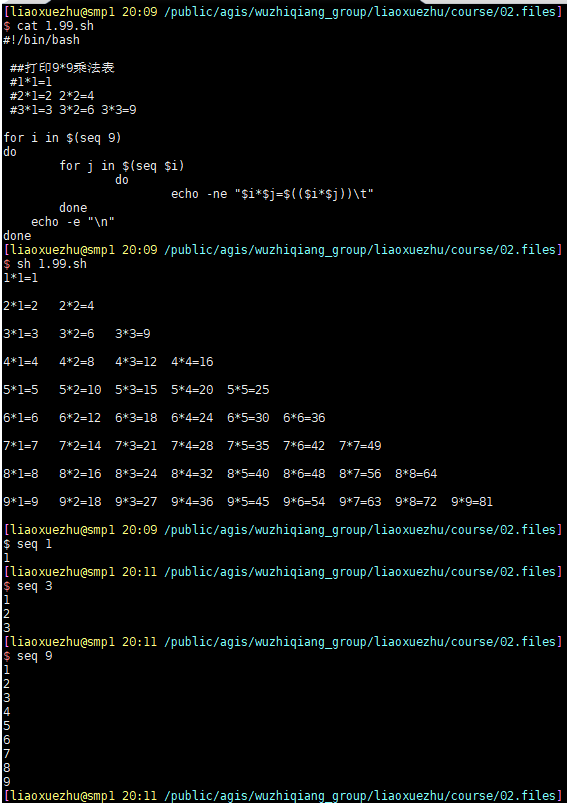 [liaoxuezhu@smp1 20:09 /public/agis/wuzhiqiang_group/liaoxuezhu/course/02.files]
$ cat 1.99.sh
#!/bin/bash
##打印9*9乘法表
#1*1=1
#2*1=2 2*2=4
#3*1=3 3*2=6 3*3=9
for i in $(seq 9)
do
for j in $(seq $i)
do
echo -ne "$i*$j=$(($i*$j))\t"
done
echo -e "\n"
done
[liaoxuezhu@smp1 20:09 /public/agis/wuzhiqiang_group/liaoxuezhu/course/02.files]
$ sh 1.99.sh
1*1=1
2*1=2 2*2=4
3*1=3 3*2=6 3*3=9
4*1=4 4*2=8 4*3=12 4*4=16
5*1=5 5*2=10 5*3=15 5*4=20 5*5=25
6*1=6 6*2=12 6*3=18 6*4=24 6*5=30 6*6=36
7*1=7 7*2=14 7*3=21 7*4=28 7*5=35 7*6=42 7*7=49
8*1=8 8*2=16 8*3=24 8*4=32 8*5=40 8*6=48 8*7=56 8*8=64
9*1=9 9*2=18 9*3=27 9*4=36 9*5=45 9*6=54 9*7=63 9*8=72 9*9=81
[liaoxuezhu@smp1 20:09 /public/agis/wuzhiqiang_group/liaoxuezhu/course/02.files]
$ seq 1
1
[liaoxuezhu@smp1 20:11 /public/agis/wuzhiqiang_group/liaoxuezhu/course/02.files]
$ seq 3
1
2
3
[liaoxuezhu@smp1 20:11 /public/agis/wuzhiqiang_group/liaoxuezhu/course/02.files]
$ seq 9
1
2
3
4
5
6
7
8
9
[liaoxuezhu@smp1 20:11 /public/agis/wuzhiqiang_group/liaoxuezhu/course/02.files]